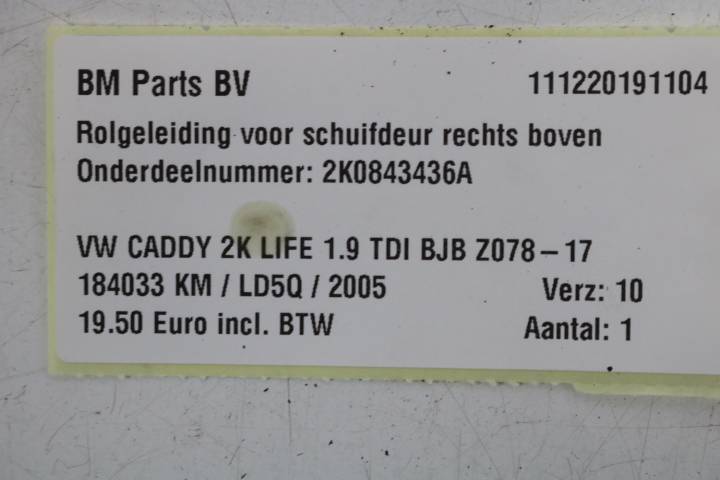 BM Parts BV 111220191104
Rolgeleiding voor schuifdeur rechts boven
Onderdeelnummer: 2K0843436A
VW CADDY 2K LIFE 1.9 TDI BJB Z078-17
184033 KM / LD5Q / 2005 Verz: 10
19.50 Euro incl. BTW Aantal: 1